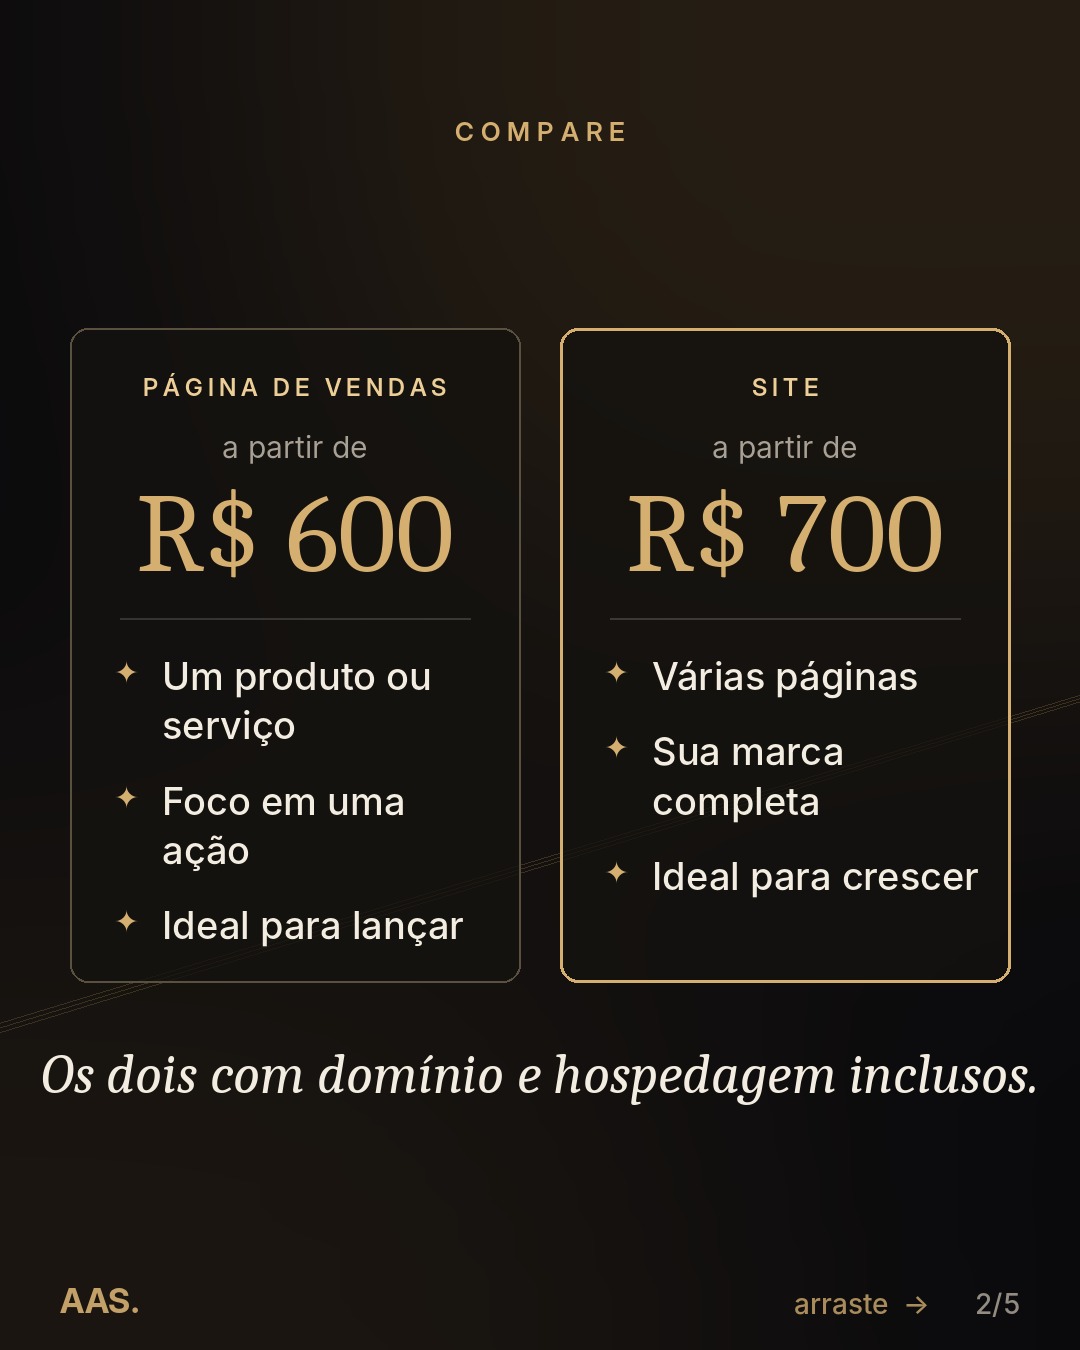 COMPARE
PÁGINA DE VENDAS
a partir de
R$ 600
✦ Um produto ou
serviço
✦ Foco em uma
ação
✦ Ideal para lançar
SITE
a partir de
R$ 700
✦ Várias páginas
✦ Sua marca
completa
✦ Ideal para crescer
Os dois com domínio e hospedagem inclusos.
AAS.
arraste → 2/5